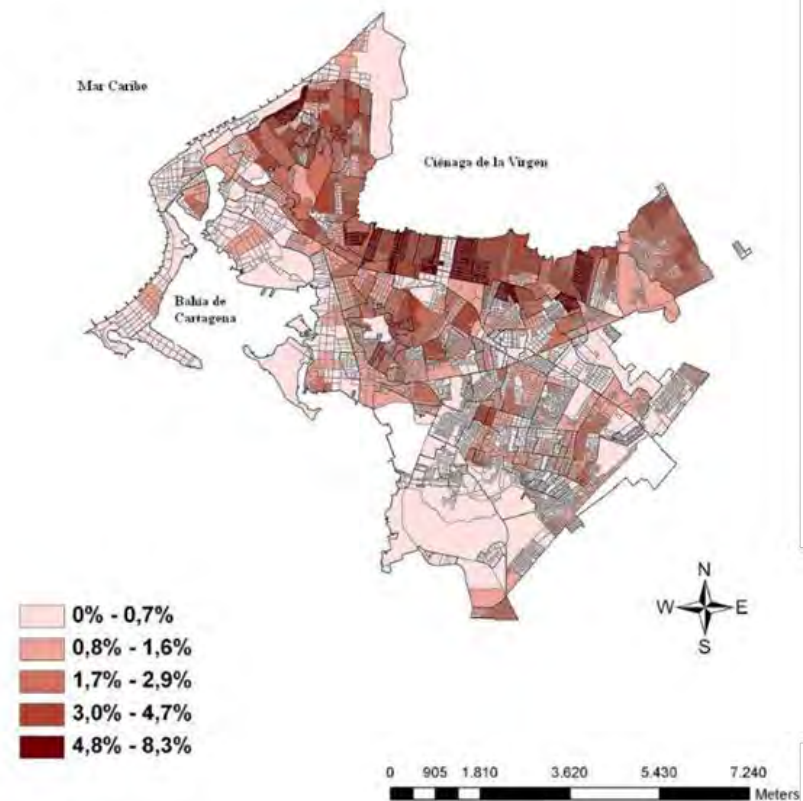 Mar Caribe
Ciénaga de la Virgen
Bahía de
Cartagena
N
W E
S
0% - 0,7%
0,8% - 1,6%
1,7% - 2,9%
3,0% - 4,7%
4,8% - 8,3%
0 905 1.810 3.620 5.430 7.240
Meters